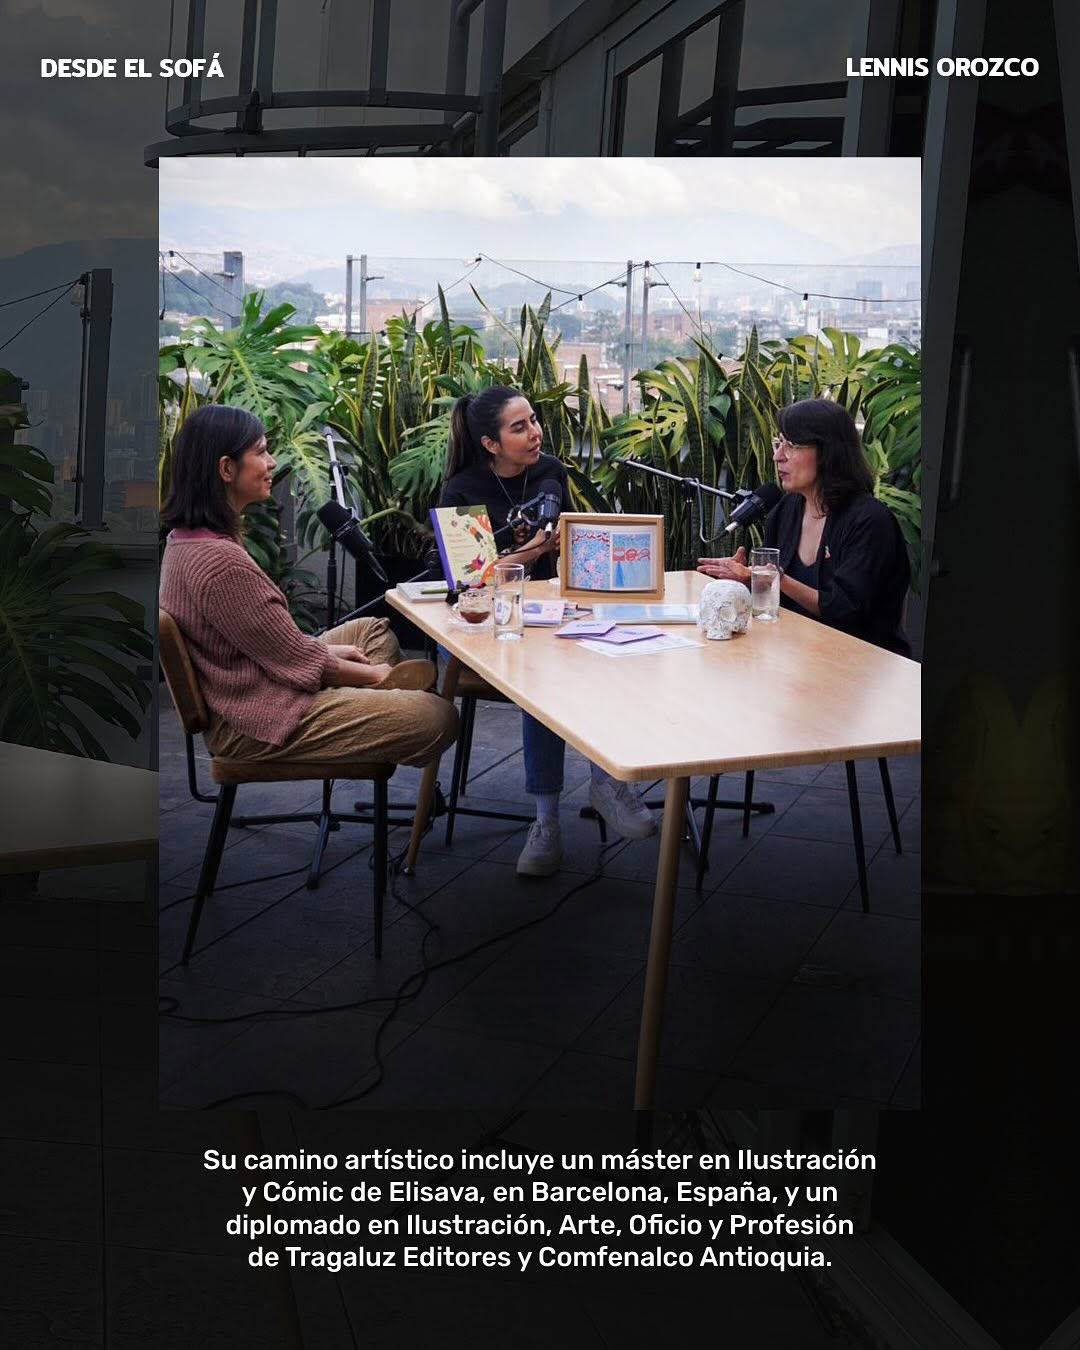 DESDE EL SOFÁ
LENNIS OROZCO
Su camino artístico incluye un máster en Ilustración
y Cómic de Elisava, en Barcelona, España, y un
diplomado en Ilustración, Arte, Oficio y Profesión
de Tragaluz Editores y Comfenalco Antioquia.